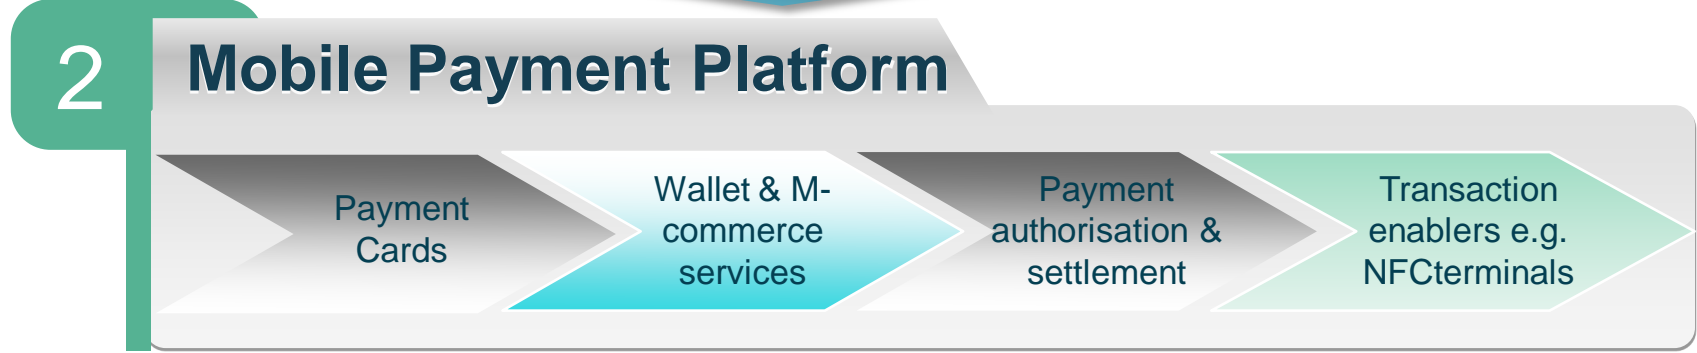 2
Mobile Payment Platform
Payment
Cards
Wallet & M-
commerce
services
Payment
authorisation &
settlement
Transaction
enablers e.g.
NFCterminals